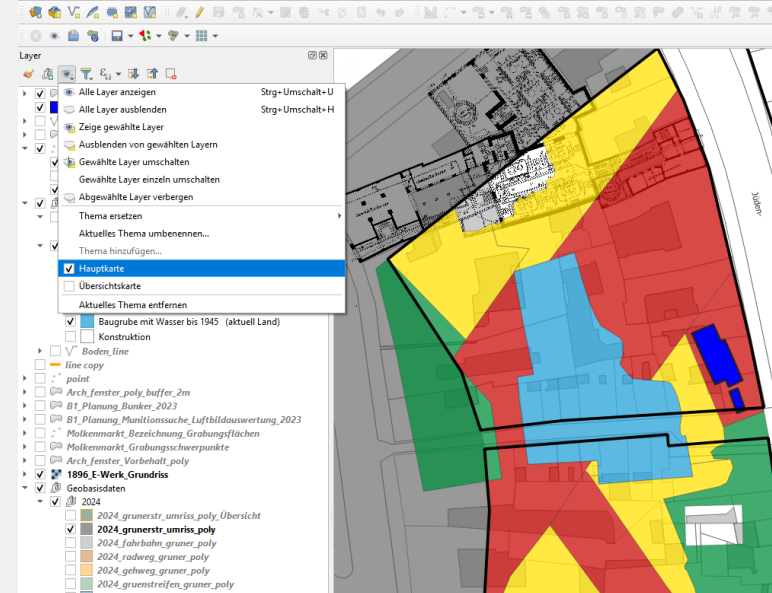 Layer
Alle Layer anzeigen Strg+Umschalt+U
Alle Layer ausblenden Strg+Umschalt+H
Zeige gewählte Layer
Ausblenden von gewählten Layern
Gewählte Layer umschalten
Gewählte Layer einzeln umschalten
Abgewählte Layer verbergen
Thema ersetzen
Aktuelles Thema umbenennen...
Thema hinzufügen...
Hauptkarte
Übersichtskarte
Aktuelles Thema entfernen
Baugrube mit Wasser bis 1945 (aktuell Land)
Konstruktion
Boden_line
line copy
point
Arch_fenster_poly_buffer_2m
B1_Planung_Bunker_2023
B1_Planung_Munitionssuche_Luftbildauswertung_2023
Molkenmarkt_Bezeichnung_Grabungsflächen
Molkenmarkt_Grabungsschwerpunkte
Arch_fenster_Vorbehalt_poly
1896_E-Werk_Grundriss
Geobasisdaten
2024
2024_grunerstr_umriss_poly_Übersicht
2024_grunerstr_umriss_poly
2024_fahrbahn_gruner_poly
2024_radweg_gruner_poly
2024_gehweg_gruner_poly
2024_gruenstreifen_gruner_poly
Jüden-